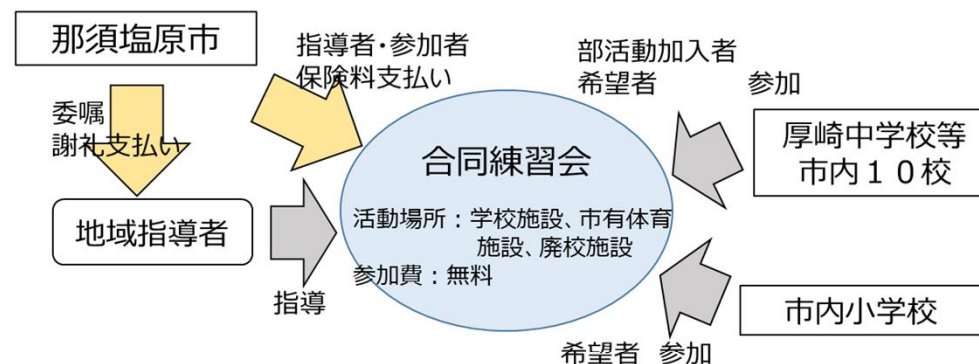 那須塩原市
指導者・参加者
保険料支払い
部活動加入者
希望者
参加
委嘱
謝礼支払い
厚崎中学校等
市内１０校
合同練習会
地域指導者
活動場所：学校施設、市有体育
施設、廃校施設
参加費：無料
指導
市内小学校
希望者 参加